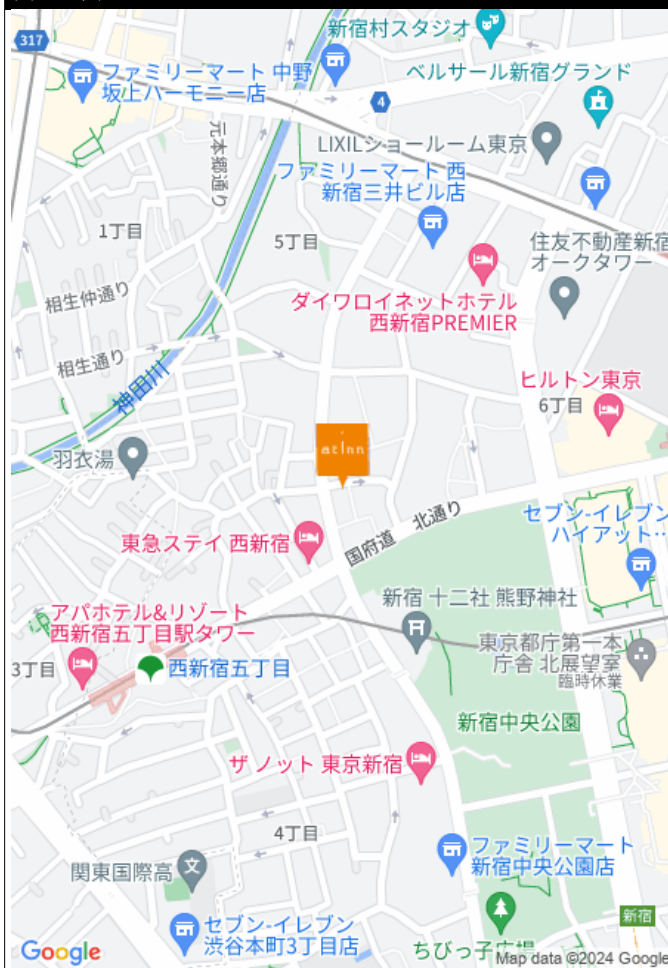 新宿村スタジオ
317
ファミリーマート 中野
坂上ハーモニー店
ベルサール新宿グランド
4
元本郷通り
LIXILショールーム東京
ファミリーマート 西
新宿三井ビル店
1丁目
5丁目
住友不動産新宿
オークタワー
相生仲通り
ダイワロイネットホテル
西新宿PREMIER
相生通り
神田川
ヒルトン東京
6丁目
atinn
羽衣湯
北通り
国府道
セブン-イレブン
ハイアット…
東急ステイ 西新宿
新宿 十二社 熊野神社
アパホテル&リゾート
西新宿五丁目駅タワー
東京都庁第一本
庁舎 北展望室
臨時休業
3丁目
西新宿五丁目
新宿中央公園
ザ ノット 東京新宿
4丁目
ファミリーマート
新宿中央公園店
関東国際高
文
新宿
セブン-イレブン
渋谷本町3丁目店
ちびっ子広場
Google
Map data ©2024 Google